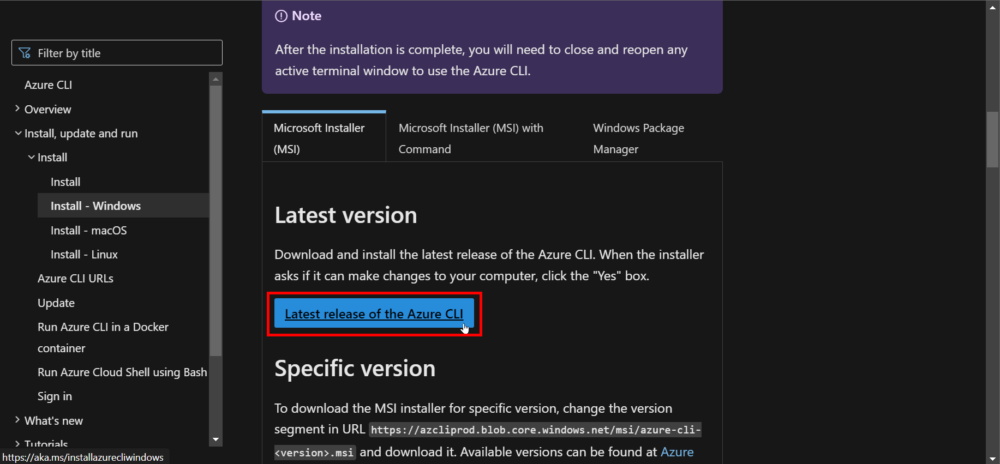 Filter by title
Azure CLI
Overview
Install, update and run
Install
Install
Install - Windows
Install - macOS
Install - Linux
Azure CLI URLs
Update
Run Azure CLI in a Docker
container
Run Azure Cloud Shell using Bash
Sign in
What's new
Tutorials
https://aka.ms/installazurecliwindows
Note
After the installation is complete, you will need to close and reopen any
active terminal window to use the Azure CLI.
Microsoft Installer
(MSI)
Microsoft Installer (MSI) with
Command
Windows Package
Manager
Latest version
Download and install the latest release of the Azure CLI. When the installer
asks if it can make changes to your computer, click the "Yes" box.
Latest release of the Azure CLI
Specific version
To download the MSI installer for specific version, change the version
segment in URL https://azcliprod.blob.core.windows.net/msi/azure-cli-
<version>.msi and download it. Available versions can be found at Azure